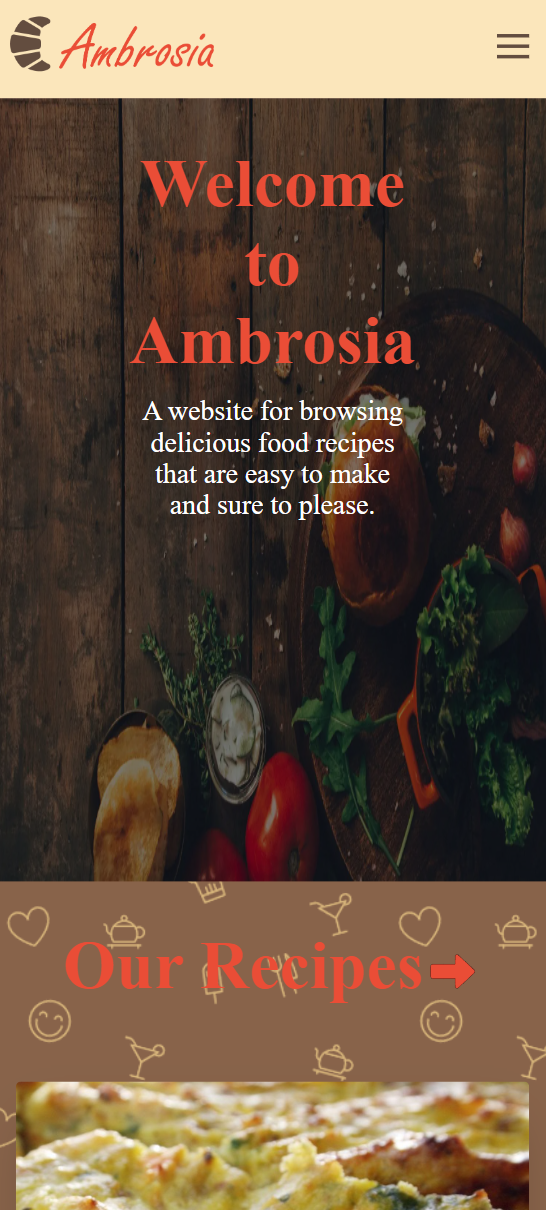 Ambrosia
Welcome
to
Ambrosia
A website for browsing
delicious food recipes
that are easy to make
and sure to please.
Our Recipes